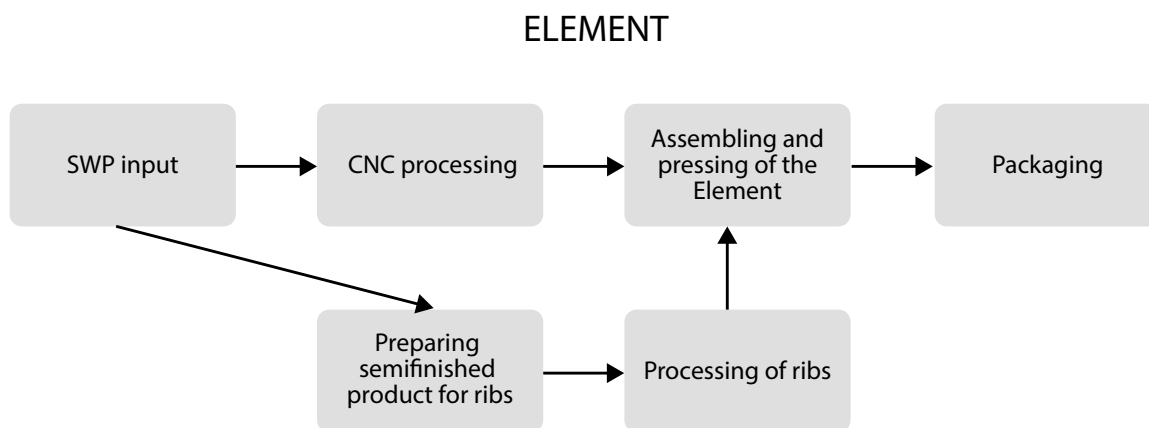 ELEMENT
SWP input
CNC processing
Assembling and
pressing of the
Element
Packaging
Preparing
semifinished
product for ribs
Processing of ribs